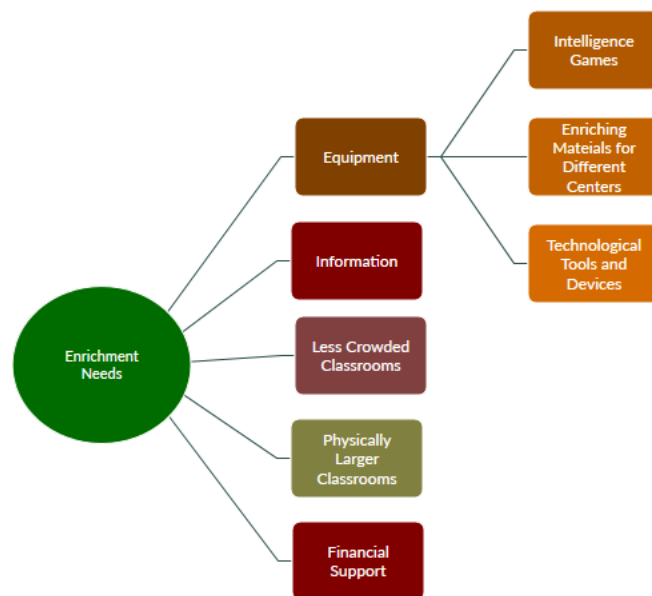 Enrichment
Needs
Equipment
Information
Less Crowded
Classrooms
Physically
Larger
Classrooms
Financial
Support
Intelligence
Games
Enriching
Mateials for
Different
Centers
Technological
Tools and
Devices